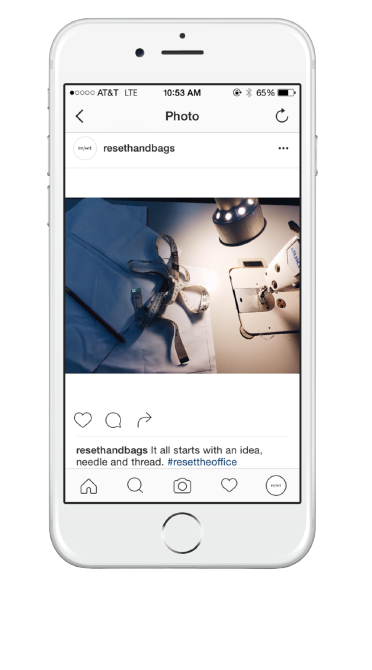 AT&T LTE 10:53 AM 65%
Photo
re/set resethandbags
resethandbags It all starts with an idea,
needle and thread. #resettheoffice
re/set